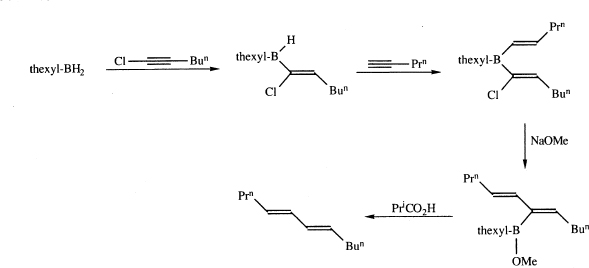 thexyl-BH₂
Cl Buⁿ
H
thexyl-B
Cl Buⁿ
Prⁿ
Prⁿ
thexyl-B
Cl Buⁿ
NaOMe
Prⁿ
thexyl-B Buⁿ
OMe
PrⁱCO₂H
Prⁿ
Buⁿ